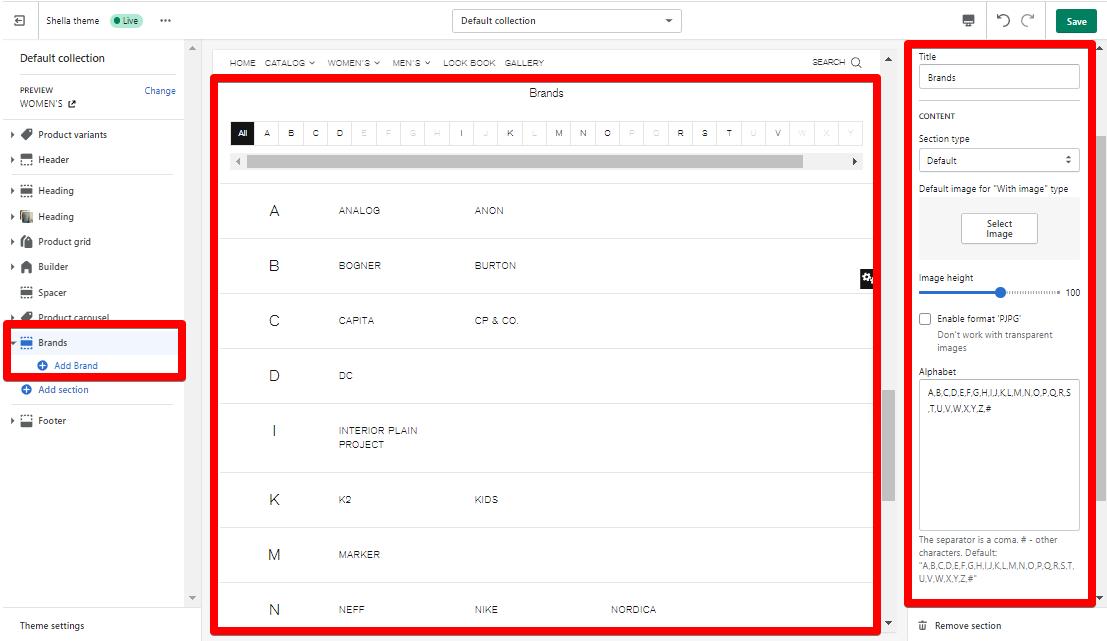 Shella theme Live
Default collection
Save
Default collection
PREVIEW
Change
WOMEN'S
Product variants
Header
Heading
Heading
Product grid
Builder
Spacer
Product carousel
Brands
Add Brand
Add section
Footer
Theme settings
HOME CATALOG WOMEN'S MEN'S LOOK BOOK GALLERY SEARCH
Brands
All A B C D E F G H I J K L M N O P Q R S T U V W X Y
A ANALOG ANON
B BOGNER BURTON
C CAPITA CP & CO.
D DC
I INTERIOR PLAIN
PROJECT
K K2 KIDS
M MARKER
N NEFF NIKE NORDICA
Title
Brands
CONTENT
Section type
Default
Default image for "With image" type
Select
Image
Image height
100
Enable format 'PJPG'
Don't work with transparent
images
Alphabet
A,B,C,D,E,F,G,H,I,J,K,L,M,N,O,P,Q,R,S
,T,U,V,W,X,Y,Z,#
The separator is a coma. # - other
characters. Default:
"A,B,C,D,E,F,G,H,I,J,K,L,M,N,O,P,Q,R,S,T,
U,V,W,X,Y,Z,#"
Remove section